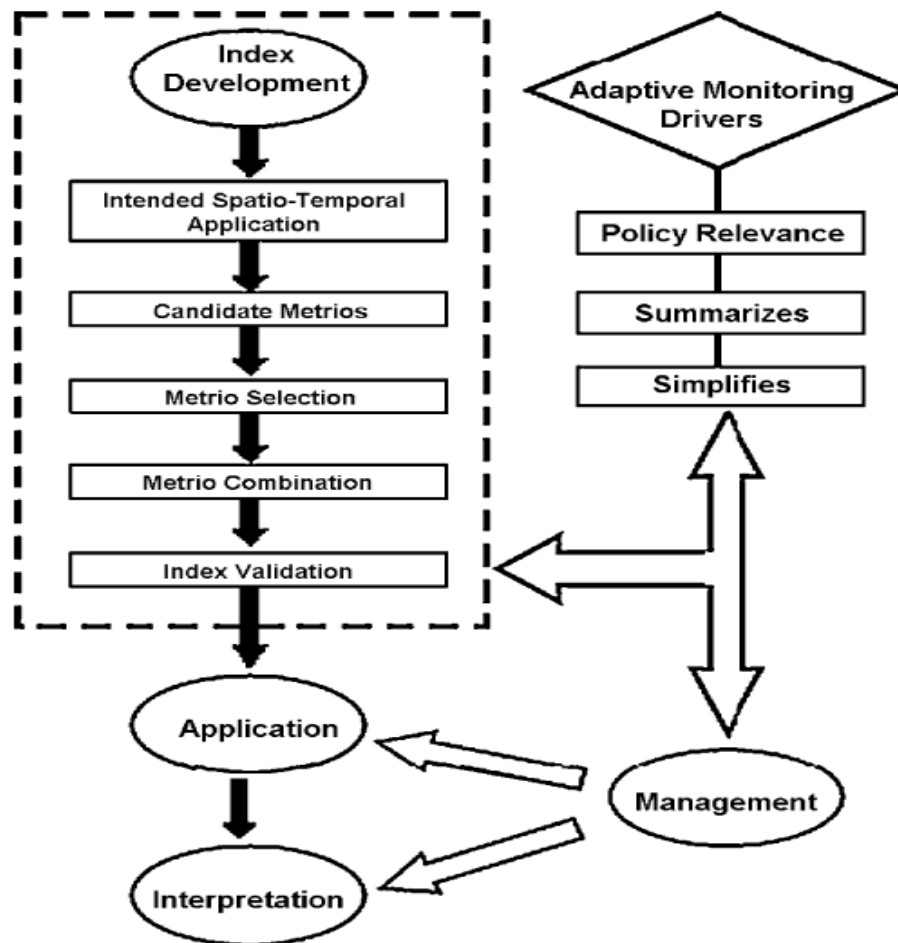 Index
Development
Intended Spatio-Temporal
Application
Candidate Metrios
Metrio Selection
Metrio Combination
Index Validation
Application
Interpretation
Adaptive Monitoring
Drivers
Policy Relevance
Summarizes
Simplifies
Management